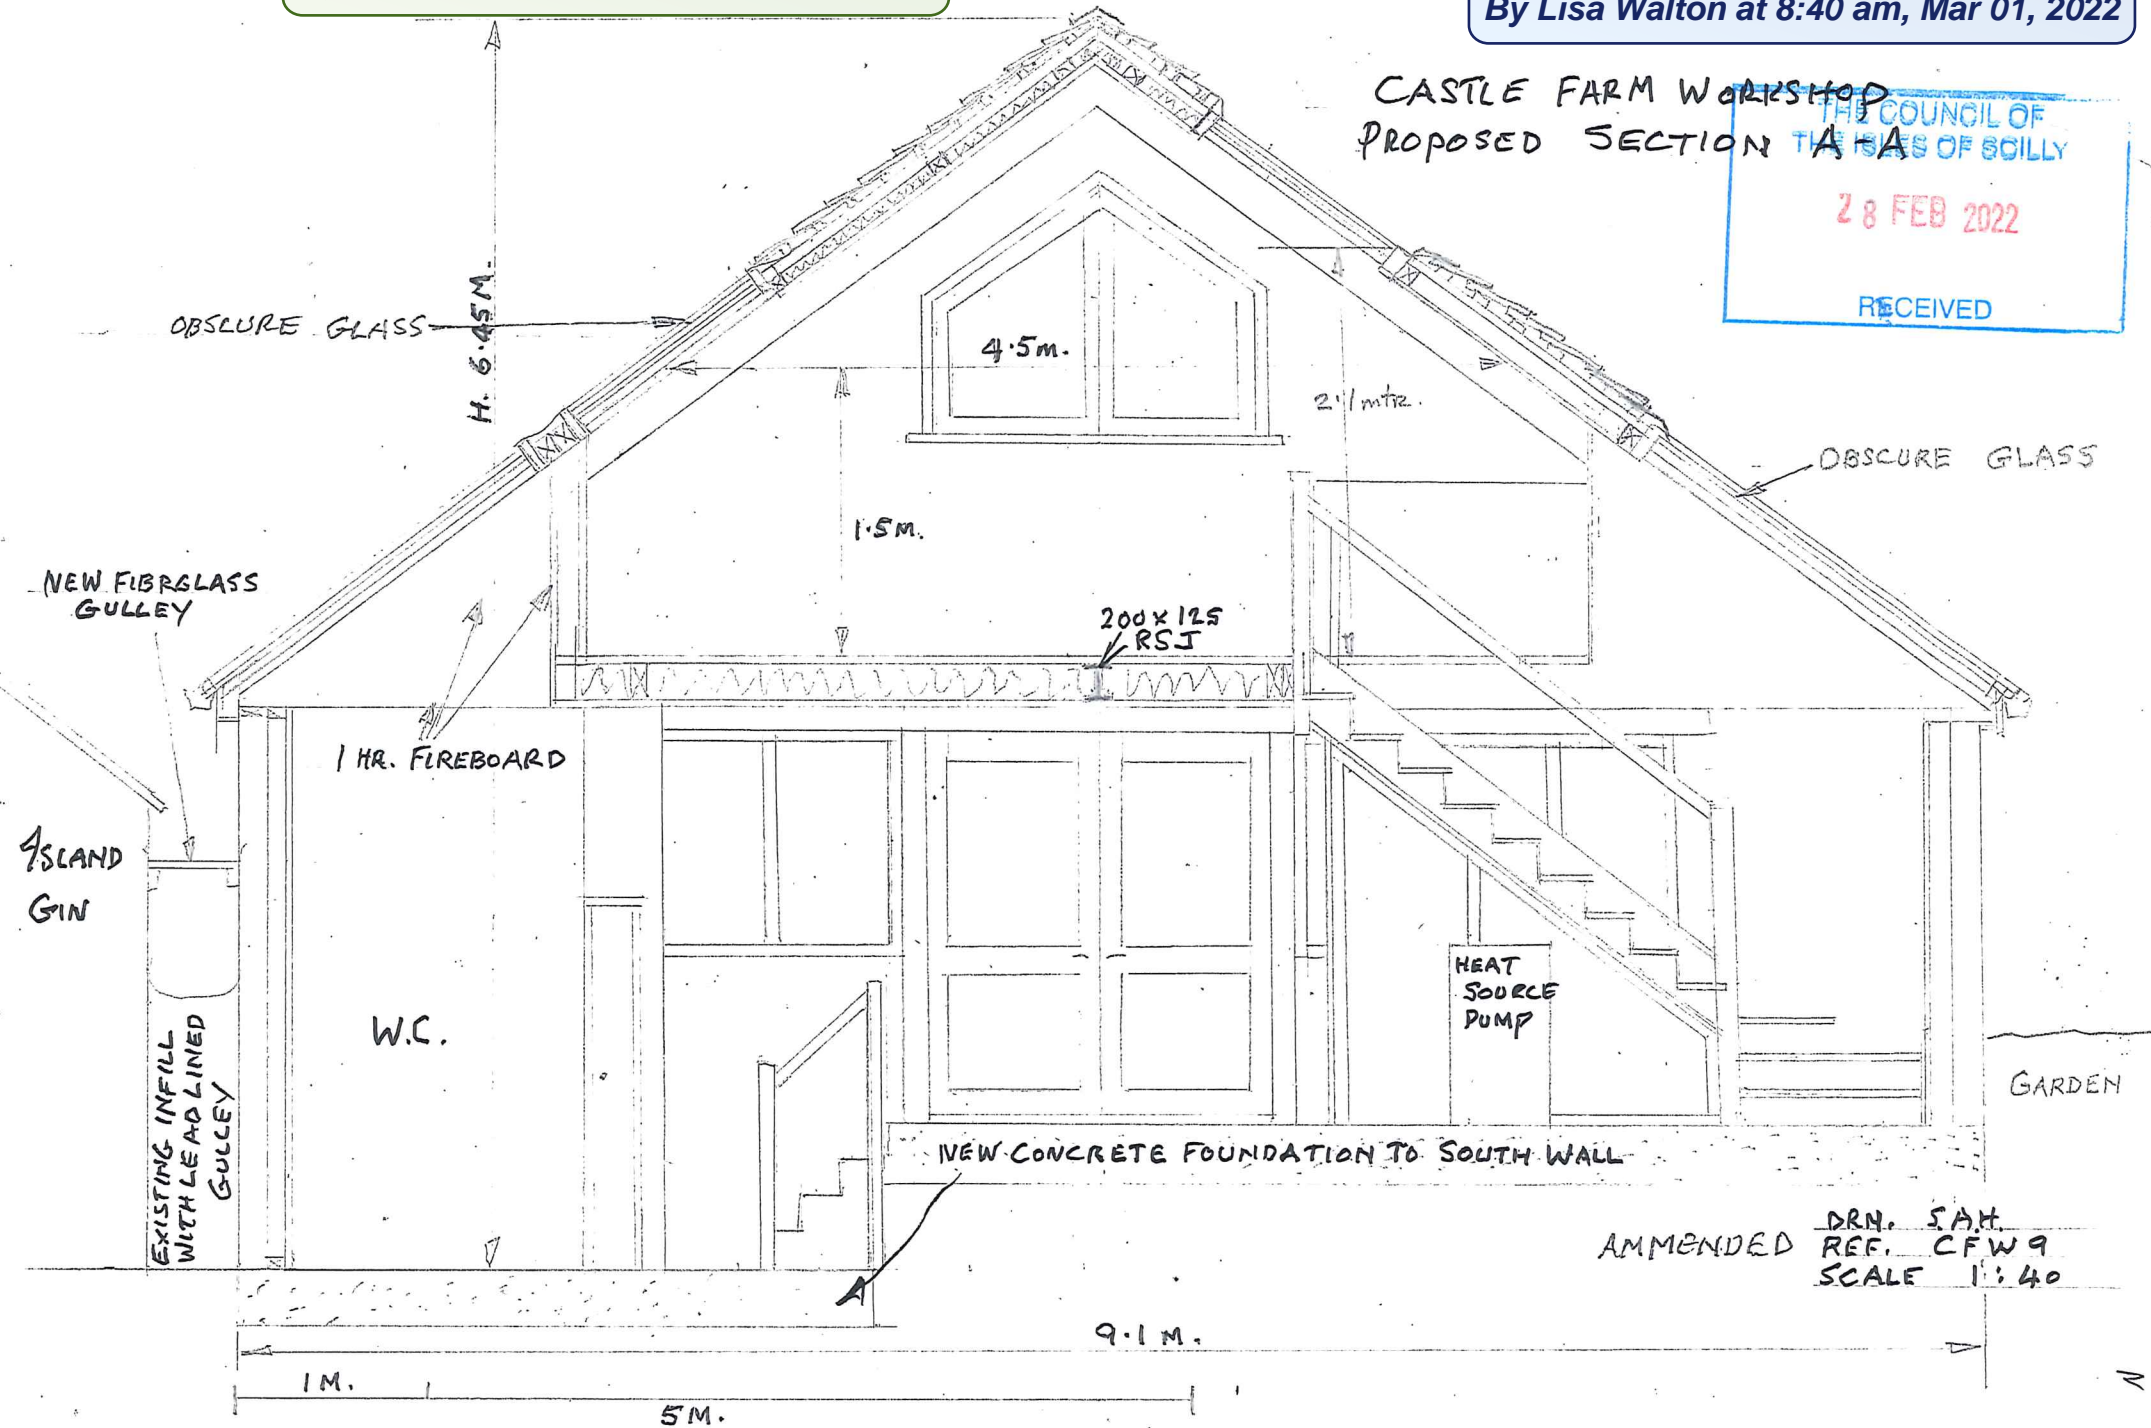 By Lisa Walton at 8:40 am, Mar 01, 2022
CASTLE FARM WORKSHOP
PROPOSED SECTION A-A
THE COUNCIL OF
THE ISLES OF SCILLY
28 FEB 2022
RECEIVED
H. 6.45M.
OBSCURE GLASS
4.5m.
2.1 mtr.
OBSCURE GLASS
1.5M.
NEW FIBRGLASS
GULLEY
200 x 125
RSJ
1 HR. FIREBOARD
ISLAND
GIN
W.C.
HEAT
SOURCE
PUMP
EXISTING INFILL
WITH LEAD LINED
GULLEY
GARDEN
NEW CONCRETE FOUNDATION TO SOUTH WALL
AMMENDED
DRN. S.A.H.
REF. CFW9
SCALE 1:40
9.1 M.
1M.
5M.